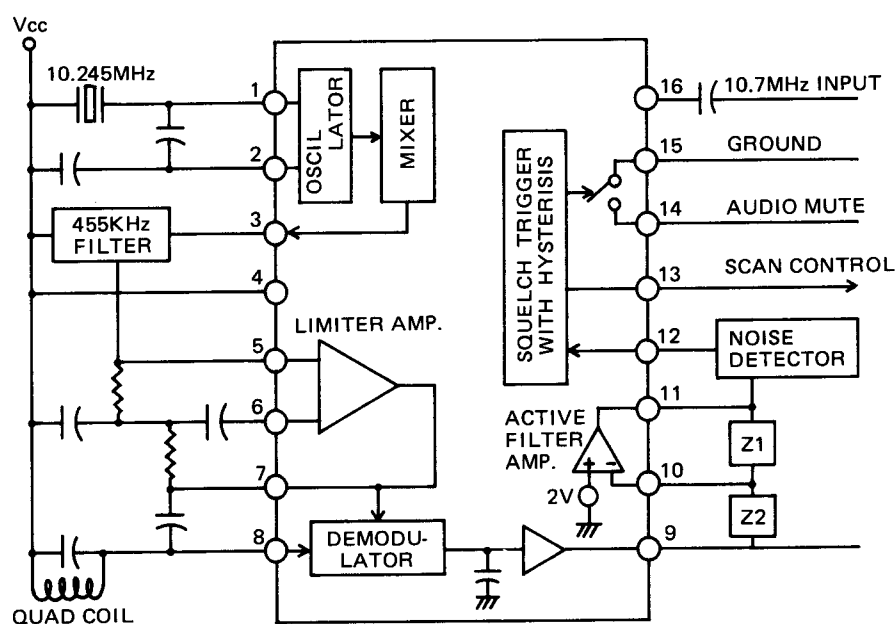 Vcc
10.245MHz
1
2
OSCIL
LATOR
MIXER
455KHz
FILTER
3
4
LIMITER AMP.
5
6
7
8
DEMODU-
LATOR
QUAD COIL
SQUELCH TRIGGER
WITH HYSTERISIS
16
10.7MHz INPUT
15
GROUND
14
AUDIO MUTE
13
SCAN CONTROL
12
NOISE
DETECTOR
11
ACTIVE
FILTER
AMP.
+ -
Z1
10
2V
Z2
9